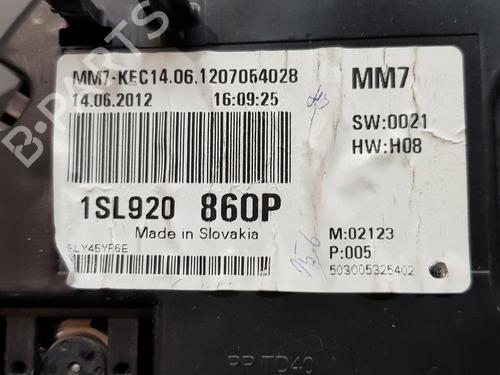 B-PARTS
MM7-KEC14.06.1207064028
14.06.2012 16:09:25
MM7
SW:0021
HW:H08
1SL920 860P
Made in Slovakia
M:02123
P:005
503005325402
156